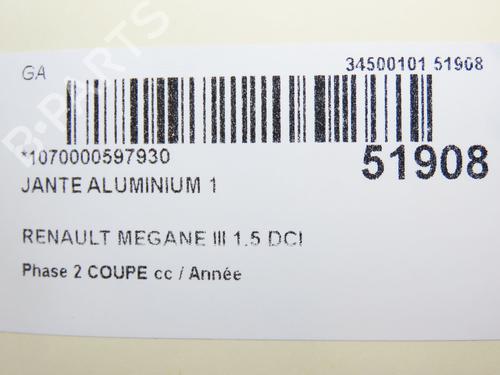 GA
34500101 51908
*1070000597930
51908
JANTE ALUMINIUM 1
RENAULT MEGANE III 1.5 DCI
Phase 2 COUPE cc / Année
B-PARTS